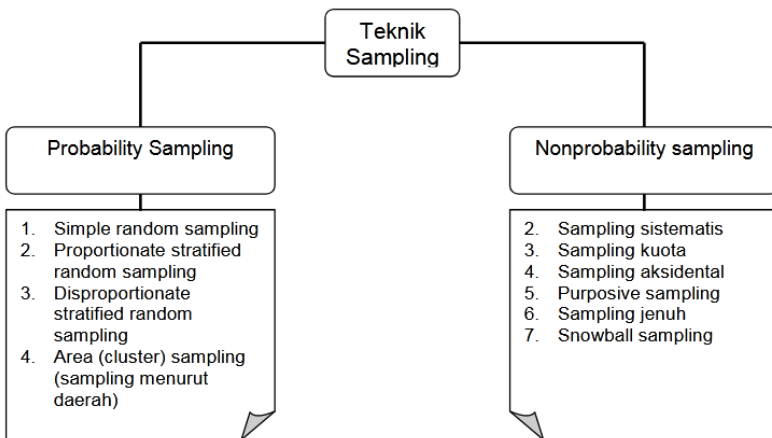 Teknik
Sampling
Probability Sampling
1. Simple random sampling
2. Proportionate stratified
random sampling
3. Disproportionate
stratified random
sampling
4. Area (cluster) sampling
(sampling menurut
daerah)
Nonprobability sampling
2. Sampling sistematis
3. Sampling kuota
4. Sampling aksidental
5. Purposive sampling
6. Sampling jenuh
7. Snowball sampling